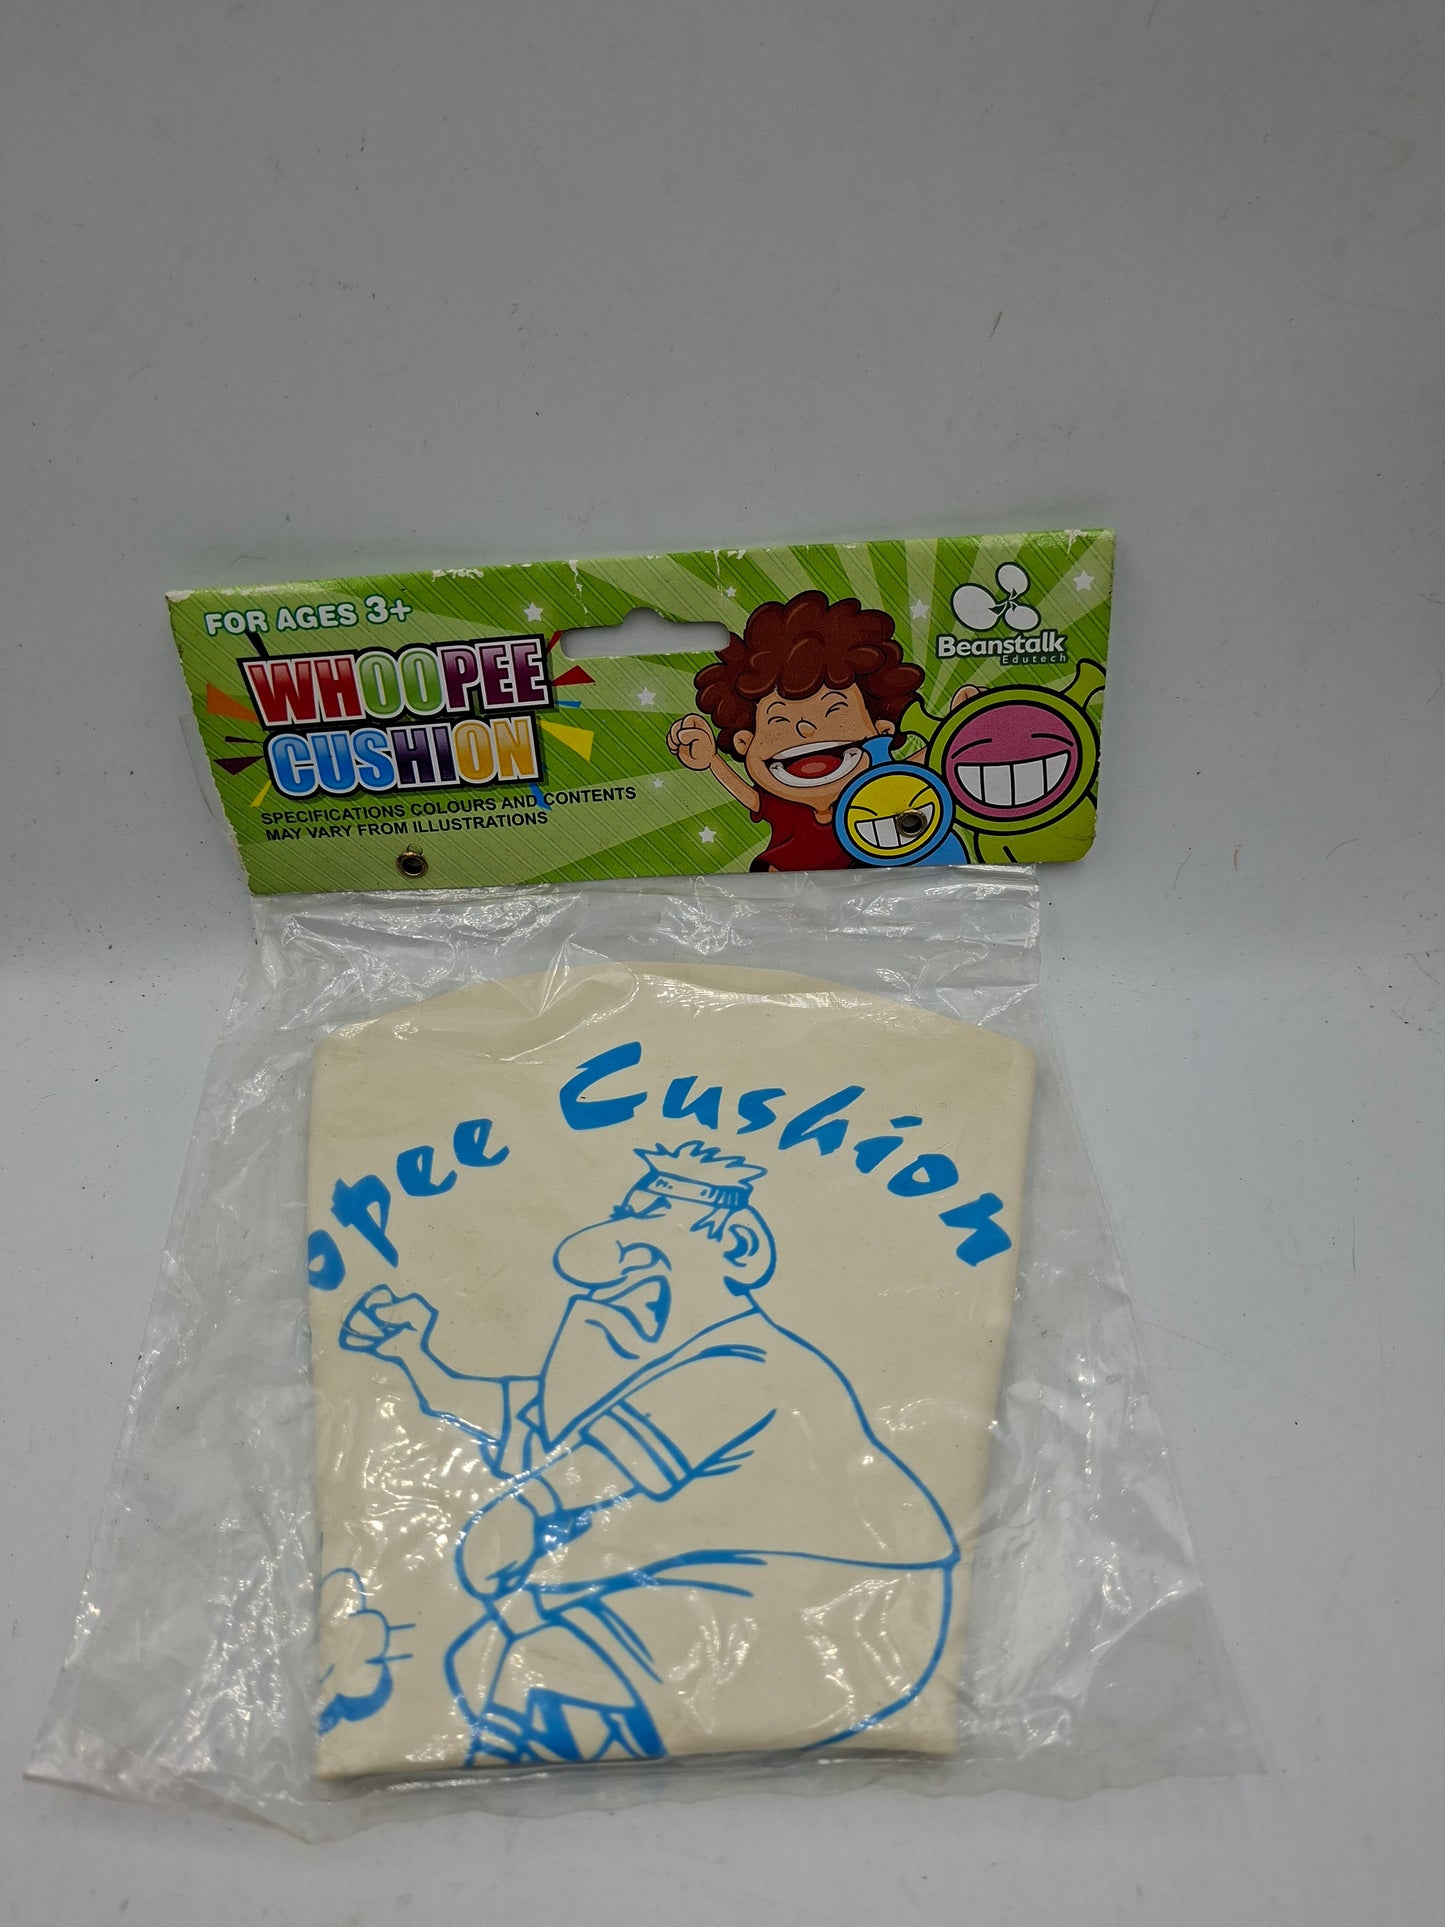 FOR AGES 3+
WHOOPEE
CUSHION
SPECIFICATIONS COLOURS AND CONTENTS
MAY VARY FROM ILLUSTRATIONS
Beanstalk
Edutech
opee Cushion